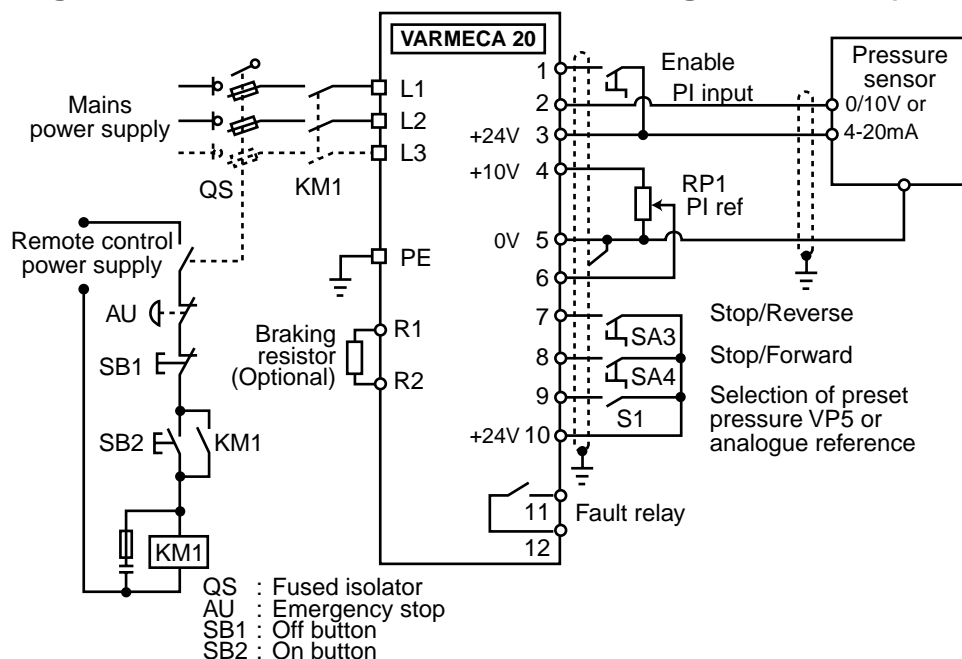 VARMECA 20
Mains
power supply
QS
KM1
L1
L2
L3
PE
R1
R2
Remote control
power supply
AU
SB1
SB2
KM1
KM1
Braking
resistor
(Optional)
1
2
+24V 3
+10V 4
0V 5
6
7
8
9
+24V 10
11
12
Enable
PI input
Pressure
sensor
0/10V or
4-20mA
RP1
PI ref
Stop/Reverse
SA3
Stop/Forward
SA4
S1
Selection of preset
pressure VP5 or
analogue reference
Fault relay
QS : Fused isolator
AU : Emergency stop
SB1 : Off button
SB2 : On button